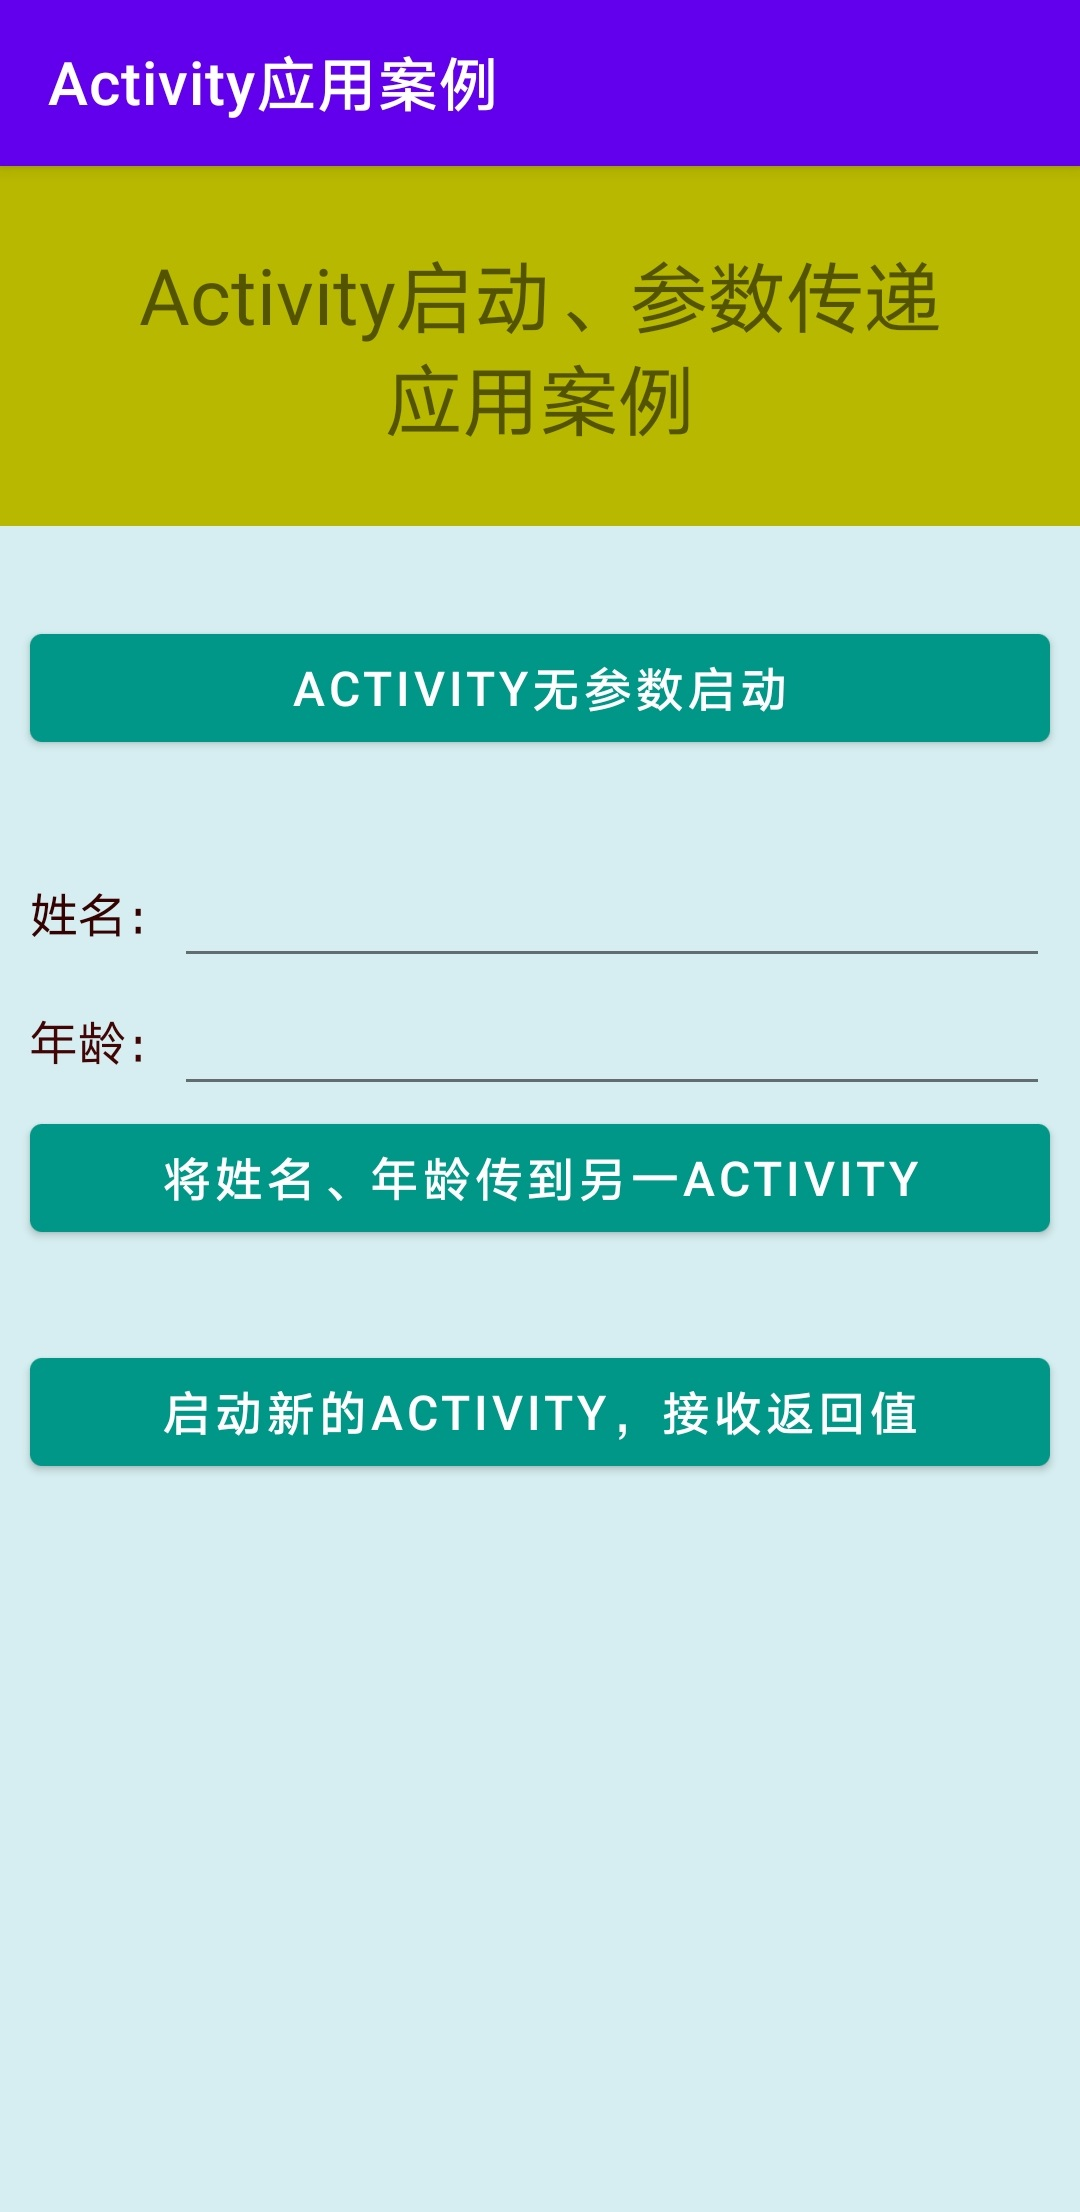 Activity应用案例
Activity启动、参数传递
应用案例
ACTIVITY无参数启动
姓名:
年龄:
将姓名、年龄传到另一ACTIVITY
启动新的ACTIVITY，接收返回值